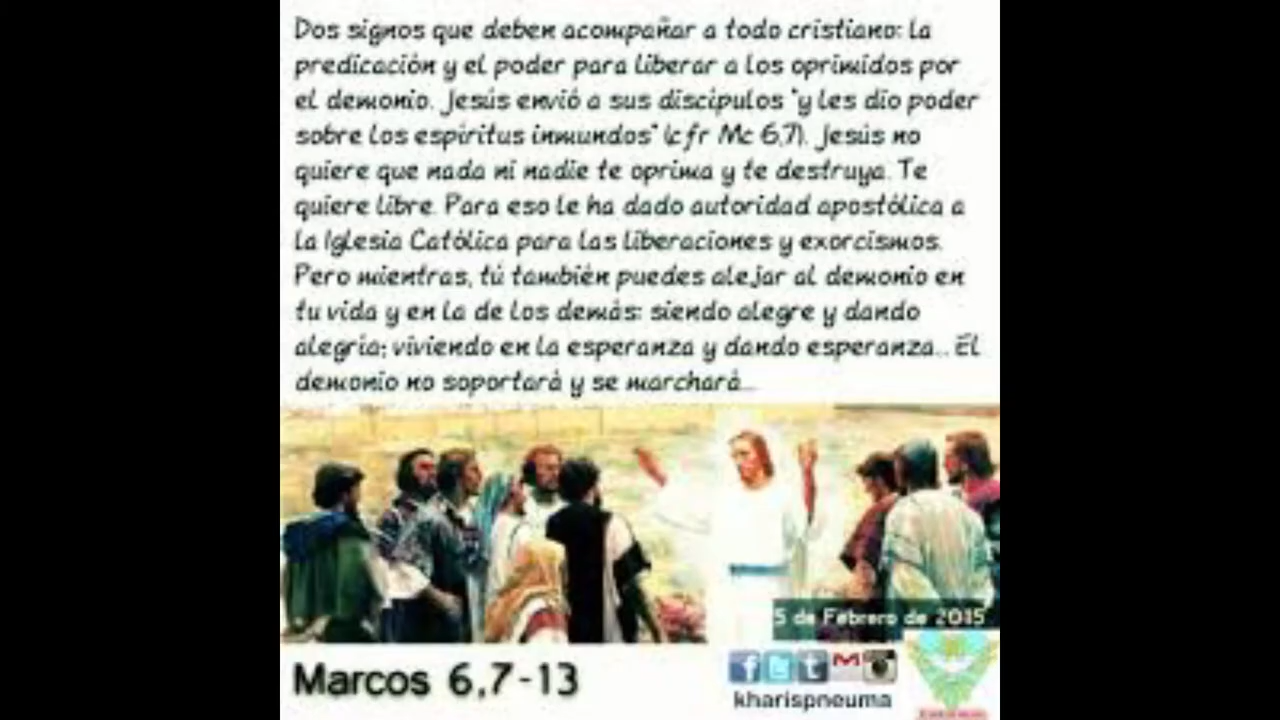 Dos signos que deben acompañar a todo cristiano: la
predicación y el poder para liberar a los oprimidos por
el demonio. Jesús envió a sus discípulos "y les dio poder
sobre los espíritus inmundos" (cfr Mc 6,7). Jesús no
quiere que nada ni nadie te oprima y te destruya. Te
quiere libre. Para eso le ha dado autoridad apostólica a
la Iglesia Católica para las liberaciones y exorcismos.
Pero mientras, tú también puedes alejar al demonio en
tu vida y en la de los demás: siendo alegre y dando
alegría; viviendo en la esperanza y dando esperanza... El
demonio no soportará y se marchará...
5 de Febrero de 2015
Marcos 6,7-13
kharispneuma